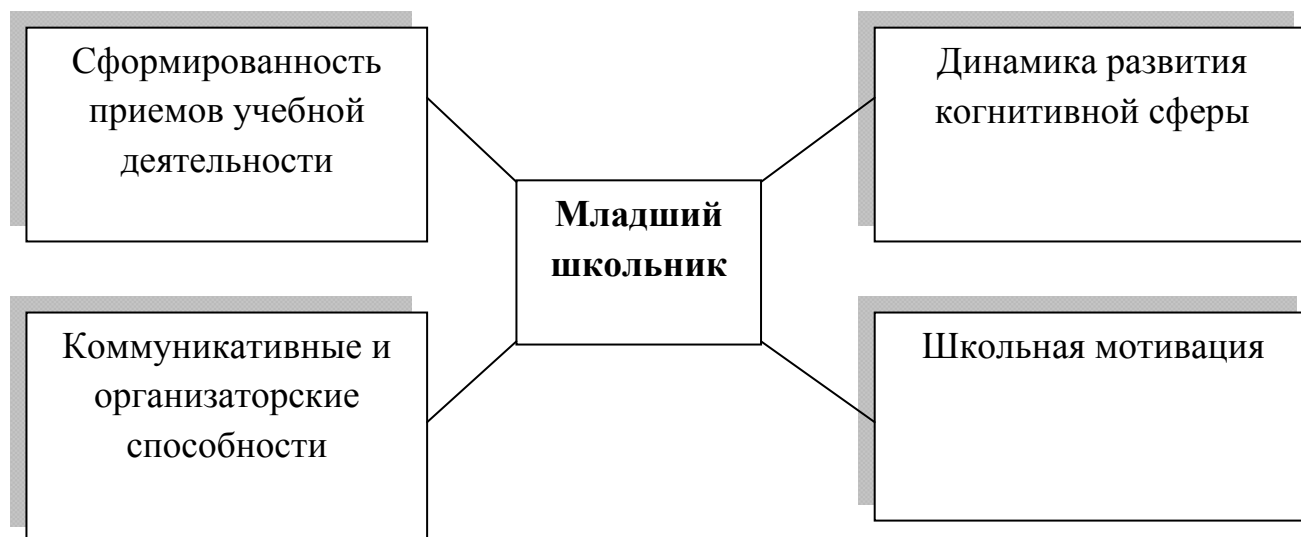 Сформированность
приемов учебной
деятельности
Динамика развития
когнитивной сферы
Младший
школьник
Коммуникативные и
организаторские
способности
Школьная мотивация